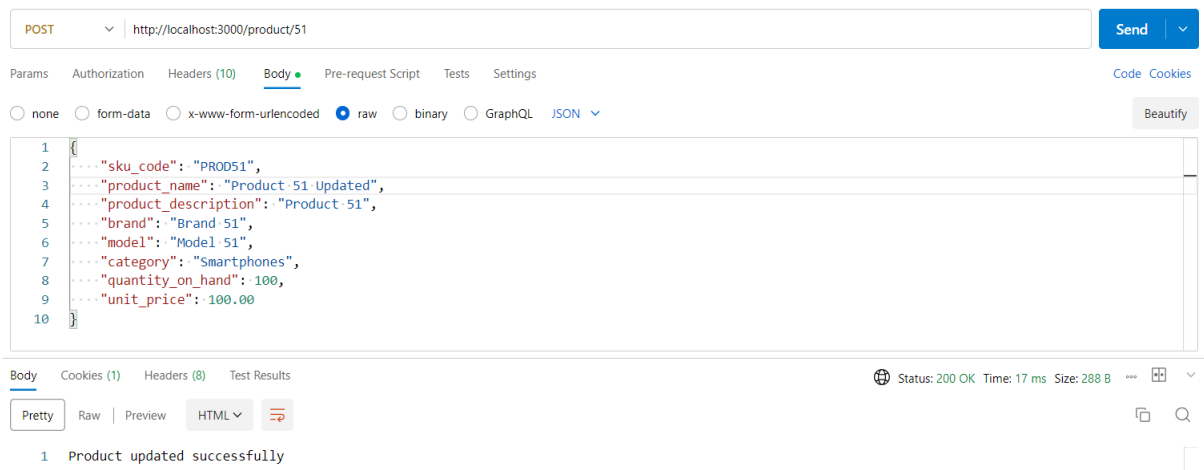 POST http://localhost:3000/product/51 Send
Params Authorization Headers (10) Body Pre-request Script Tests Settings Code Cookies
none form-data x-www-form-urlencoded raw binary GraphQL JSON Beautify
1 {
2 "sku_code": "PROD51",
3 "product_name": "Product 51 Updated",
4 "product_description": "Product 51",
5 "brand": "Brand 51",
6 "model": "Model 51",
7 "category": "Smartphones",
8 "quantity_on_hand": 100,
9 "unit_price": 100.00
10 }
Body Cookies (1) Headers (8) Test Results Status: 200 OK Time: 17 ms Size: 288 B
Pretty Raw Preview HTML
1 Product updated successfully